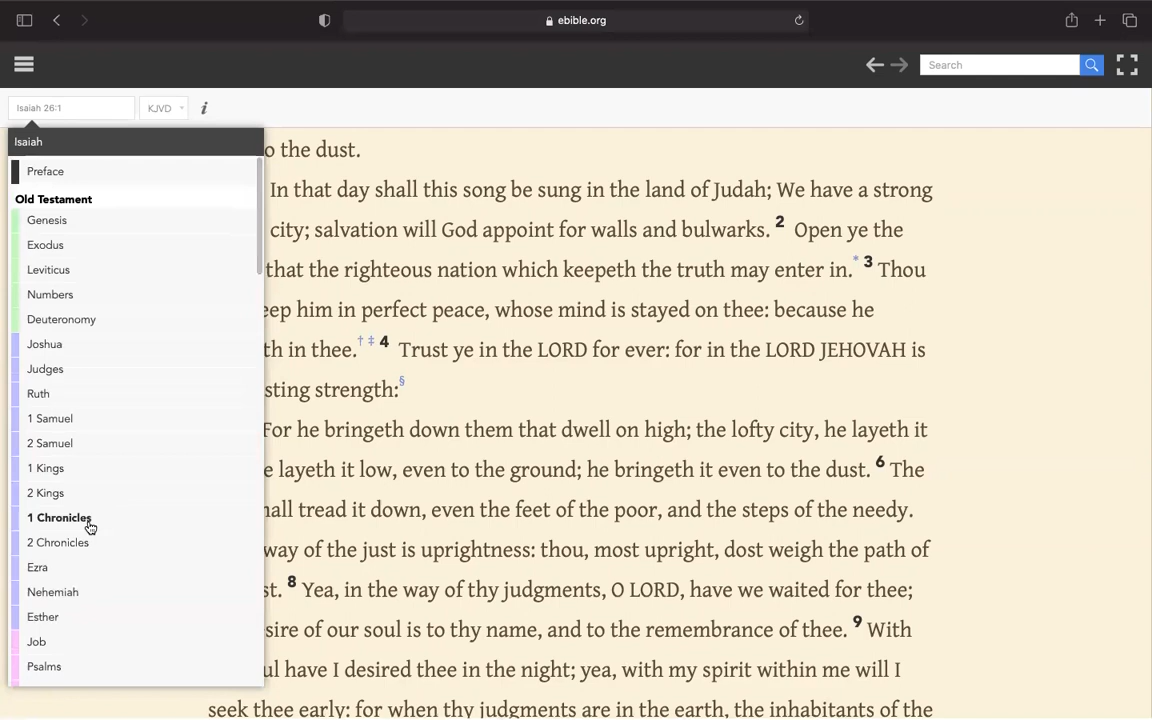 ebible.org
Search
Isaiah 26:1
KJVD
i
Isaiah
Preface
Old Testament
Genesis
Exodus
Leviticus
Numbers
Deuteronomy
Joshua
Judges
Ruth
1 Samuel
2 Samuel
1 Kings
2 Kings
1 Chronicles
2 Chronicles
Ezra
Nehemiah
Esther
Job
Psalms
o the dust.
In that day shall this song be sung in the land of Judah; We have a strong
city; salvation will God appoint for walls and bulwarks. 2 Open ye the
that the righteous nation which keepeth the truth may enter in.* 3 Thou
eep him in perfect peace, whose mind is stayed on thee: because he
th in thee.† ‡ 4 Trust ye in the LORD for ever: for in the LORD JEHOVAH is
sting strength:§
For he bringeth down them that dwell on high; the lofty city, he layeth it
e layeth it low, even to the ground; he bringeth it even to the dust. 6 The
hall tread it down, even the feet of the poor, and the steps of the needy.
way of the just is uprightness: thou, most upright, dost weigh the path of
st. 8 Yea, in the way of thy judgments, O LORD, have we waited for thee;
sire of our soul is to thy name, and to the remembrance of thee. 9 With
ul have I desired thee in the night; yea, with my spirit within me will I
seek thee early: for when thy judgments are in the earth, the inhabitants of the